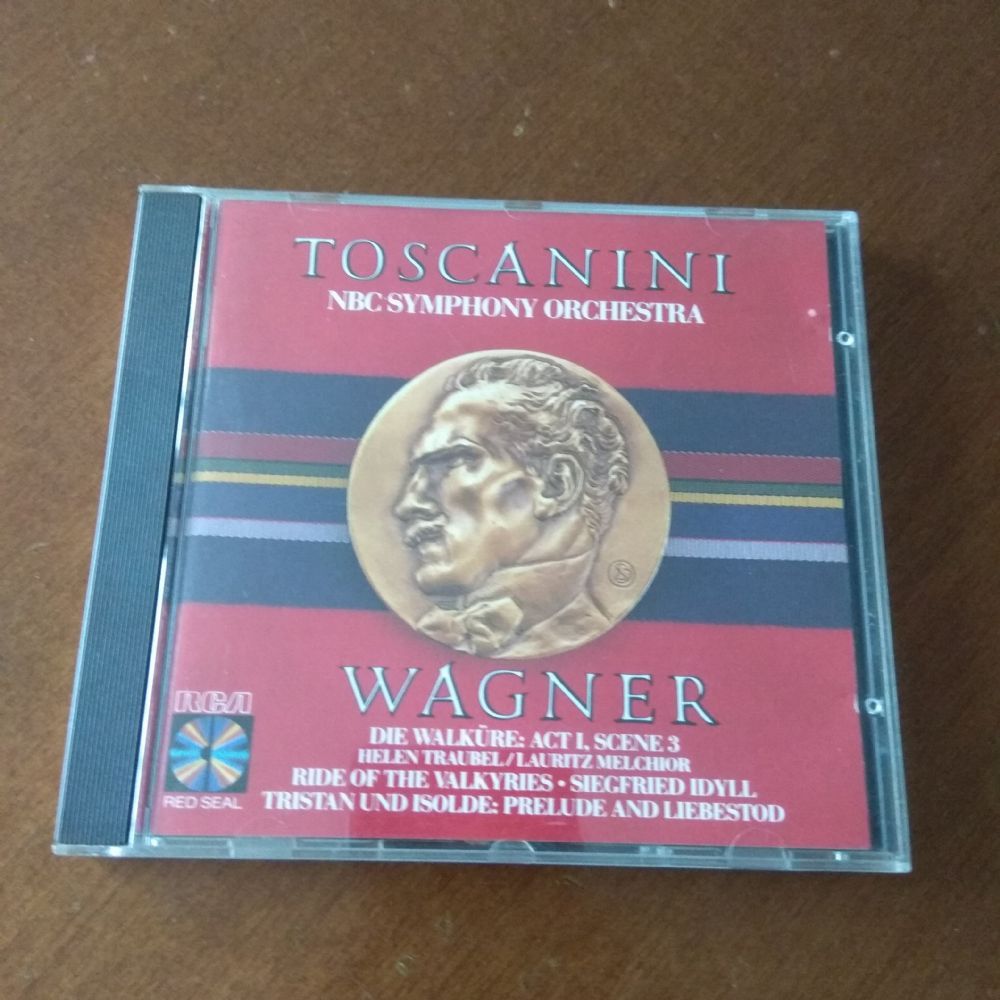 TOSCANINI
NBC SYMPHONY ORCHESTRA
WAGNER
DIE WALKÜRE: ACT I, SCENE 3
HELEN TRAUBEL/LAURITZ MELCHIOR
RIDE OF THE VALKYRIES • SIEGFRIED IDYLL
TRISTAN UND ISOLDE: PRELUDE AND LIEBESTOD
RCA
RED SEAL